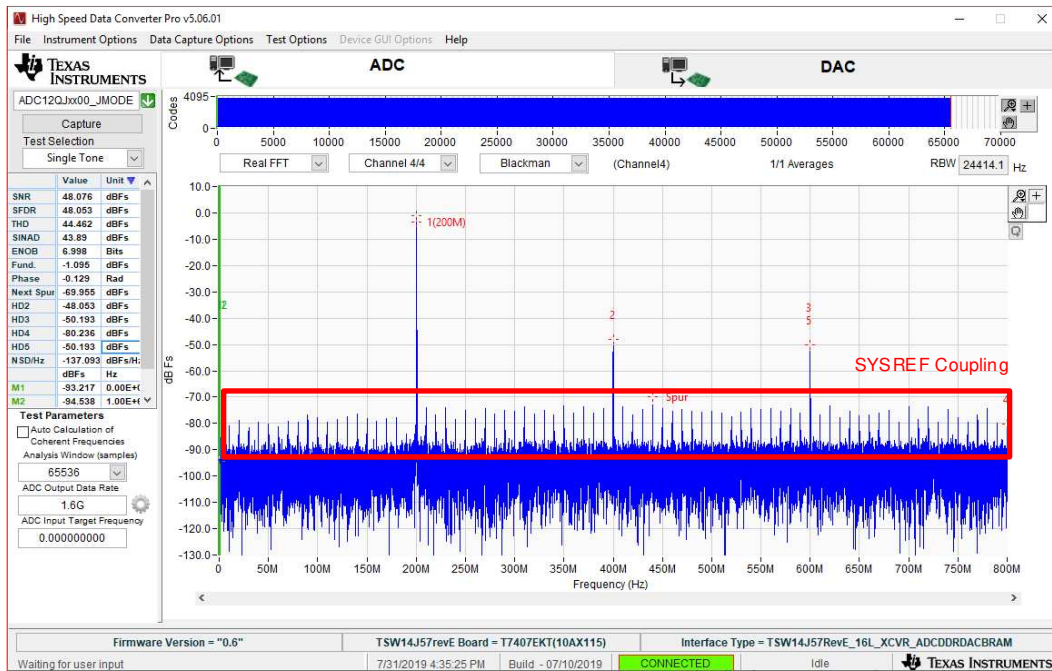 High Speed Data Converter Pro v5.06.01
File Instrument Options Data Capture Options Test Options Device GUI Options Help
TEXAS INSTRUMENTS
ADC
DAC
ADC12QJxx00_JMODE
Capture
Test Selection
Single Tone
Value Unit
SNR 48.076 dBFs
SFDR 48.053 dBFs
THD 44.462 dBFs
SINAD 43.89 dBFs
ENOB 6.998 Bits
Fund. -1.095 dBFs
Phase -0.129 Rad
Next Spur -69.955 dBFs
HD2 -48.053 dBFs
HD3 -50.193 dBFs
HD4 -80.236 dBFs
HD5 -50.193 dBFs
NSD/Hz -137.093 dBFs/Hz
dBFs Hz
M1 -93.217 0.00E+0
M2 -94.538 1.00E+6
Test Parameters
Auto Calculation of
Coherent Frequencies
Analysis Window (samples)
65536
ADC Output Data Rate
1.6G
ADC Input Target Frequency
0.000000000
Codes
4095
0
0 5000 10000 15000 20000 25000 30000 35000 40000 45000 50000 55000 60000 65000 70000
Real FFT Channel 4/4 Blackman (Channel4) 1/1 Averages RBW 24414.1 Hz
10.0
0.0
-10.0
-20.0
-30.0
-40.0
-50.0
-60.0
-70.0
-80.0
-90.0
-100.0
-110.0
-120.0
-130.0
dBFs
1(200M)
2
2
3
5
SYSREF Coupling
Spur
4
0 50M 100M 150M 200M 250M 300M 350M 400M 450M 500M 550M 600M 650M 700M 750M 800M
Frequency (Hz)
Firmware Version = "0.6" TSW14J57revE Board = T7407EKT(10AX115) Interface Type = TSW14J57RevE_16L_XCVR_ADCDDRDACBRAM
Waiting for user input 7/31/2019 4:35:25 PM Build - 07/10/2019 CONNECTED Idle TEXAS INSTRUMENTS